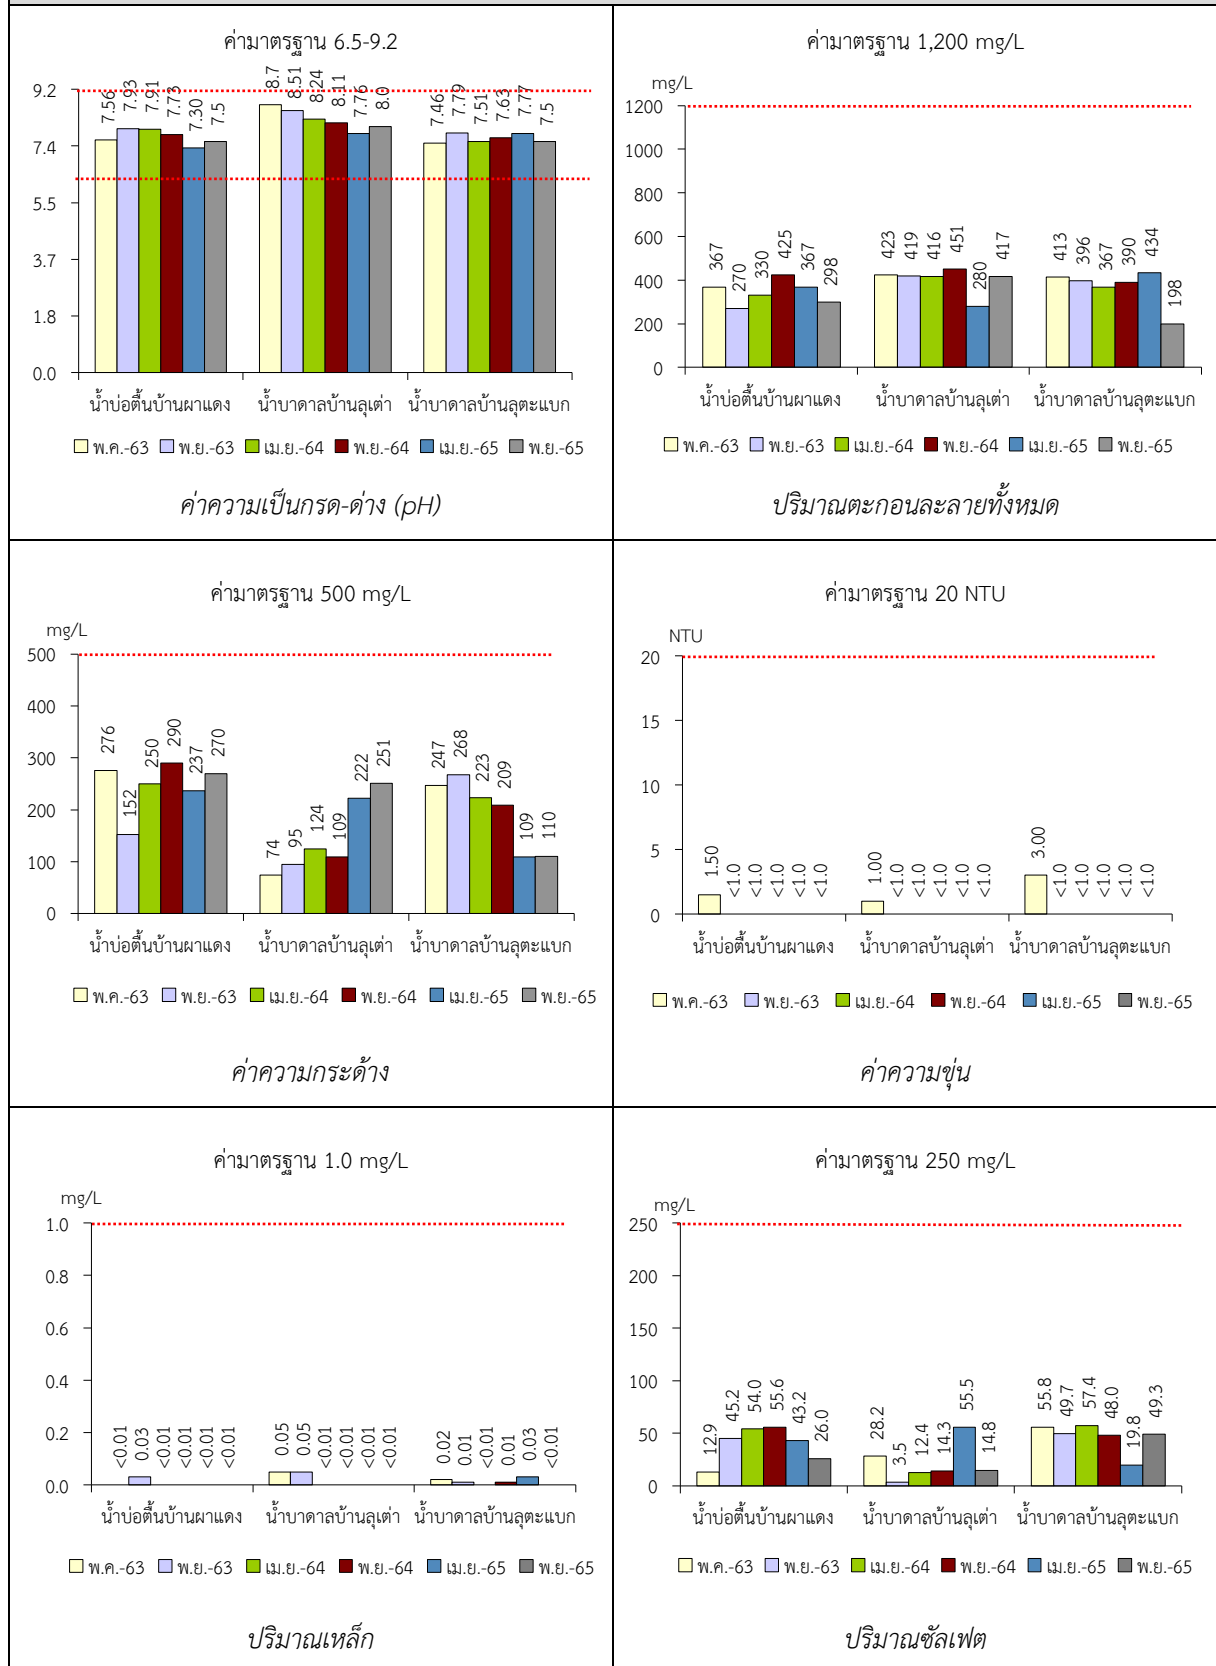 ค่ามาตรฐาน 6.5-9.2
9.2
7.4
5.5
3.7
1.8
0.0
7.56 7.93 7.91 7.73 7.30 7.5
8.7 8.51 8.24 8.11 7.76 8.0
7.46 7.79 7.51 7.63 7.77 7.5
น้ำบ่อตื้นบ้านผาแดง น้ำบาดาลบ้านลุเต่า น้ำบาดาลบ้านลุตะแบก
พ.ค.-63 พ.ย.-63 เม.ย.-64 พ.ย.-64 เม.ย.-65 พ.ย.-65
ค่าความเป็นกรด-ด่าง (pH)
ค่ามาตรฐาน 1,200 mg/L
mg/L
1200
1000
800
600
400
200
0
367 270 330 425 367 298
423 419 416 451 280 417
413 396 367 390 434 198
น้ำบ่อตื้นบ้านผาแดง น้ำบาดาลบ้านลุเต่า น้ำบาดาลบ้านลุตะแบก
พ.ค.-63 พ.ย.-63 เม.ย.-64 พ.ย.-64 เม.ย.-65 พ.ย.-65
ปริมาณตะกอนละลายทั้งหมด
ค่ามาตรฐาน 500 mg/L
mg/L
500
400
300
200
100
0
276 152 250 290 237 270
74 95 124 109 222 251
247 268 223 209 109 110
น้ำบ่อตื้นบ้านผาแดง น้ำบาดาลบ้านลุเต่า น้ำบาดาลบ้านลุตะแบก
พ.ค.-63 พ.ย.-63 เม.ย.-64 พ.ย.-64 เม.ย.-65 พ.ย.-65
ค่าความกระด้าง
ค่ามาตรฐาน 20 NTU
NTU
20
15
10
5
0
1.50 <1.0 <1.0 <1.0 <1.0 <1.0
1.00 <1.0 <1.0 <1.0 <1.0 <1.0
3.00 <1.0 <1.0 <1.0 <1.0 <1.0
น้ำบ่อตื้นบ้านผาแดง น้ำบาดาลบ้านลุเต่า น้ำบาดาลบ้านลุตะแบก
พ.ค.-63 พ.ย.-63 เม.ย.-64 พ.ย.-64 เม.ย.-65 พ.ย.-65
ค่าความขุ่น
ค่ามาตรฐาน 1.0 mg/L
mg/L
1.0
0.8
0.6
0.4
0.2
0.0
<0.01 0.03 <0.01 <0.01 <0.01 <0.01
0.05 0.05 <0.01 <0.01 <0.01 <0.01
0.02 0.01 <0.01 0.01 0.03 <0.01
น้ำบ่อตื้นบ้านผาแดง น้ำบาดาลบ้านลุเต่า น้ำบาดาลบ้านลุตะแบก
พ.ค.-63 พ.ย.-63 เม.ย.-64 พ.ย.-64 เม.ย.-65 พ.ย.-65
ปริมาณเหล็ก
ค่ามาตรฐาน 250 mg/L
mg/L
250
200
150
100
50
0
12.9 45.2 54.0 55.6 43.2 26.0
28.2 3.5 12.4 14.3 55.5 14.8
55.8 49.7 57.4 48.0 19.8 49.3
น้ำบ่อตื้นบ้านผาแดง น้ำบาดาลบ้านลุเต่า น้ำบาดาลบ้านลุตะแบก
พ.ค.-63 พ.ย.-63 เม.ย.-64 พ.ย.-64 เม.ย.-65 พ.ย.-65
ปริมาณซัลเฟต